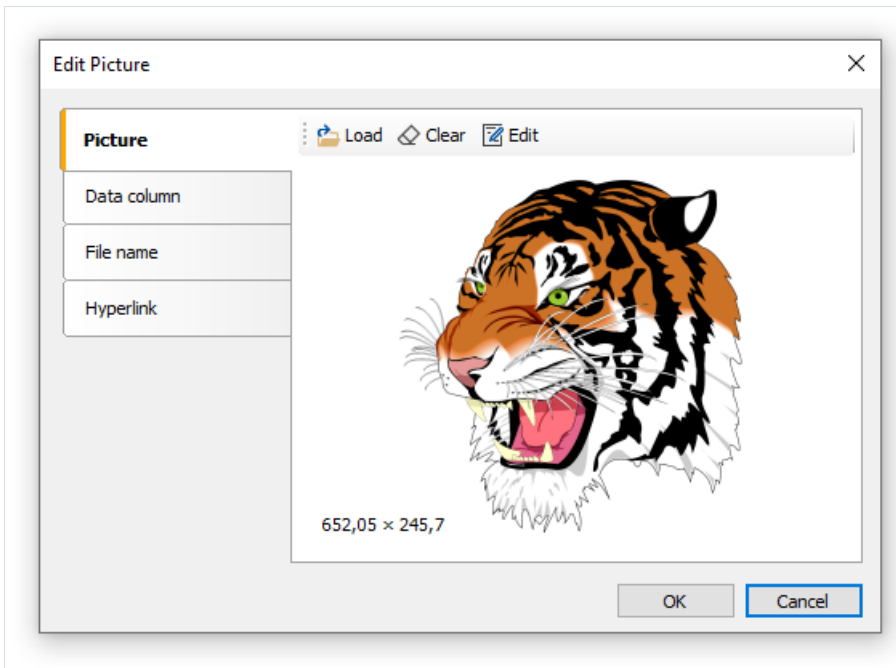 Edit Picture
Picture
Load Clear Edit
Data column
File name
Hyperlink
652,05 × 245,7
OK Cancel